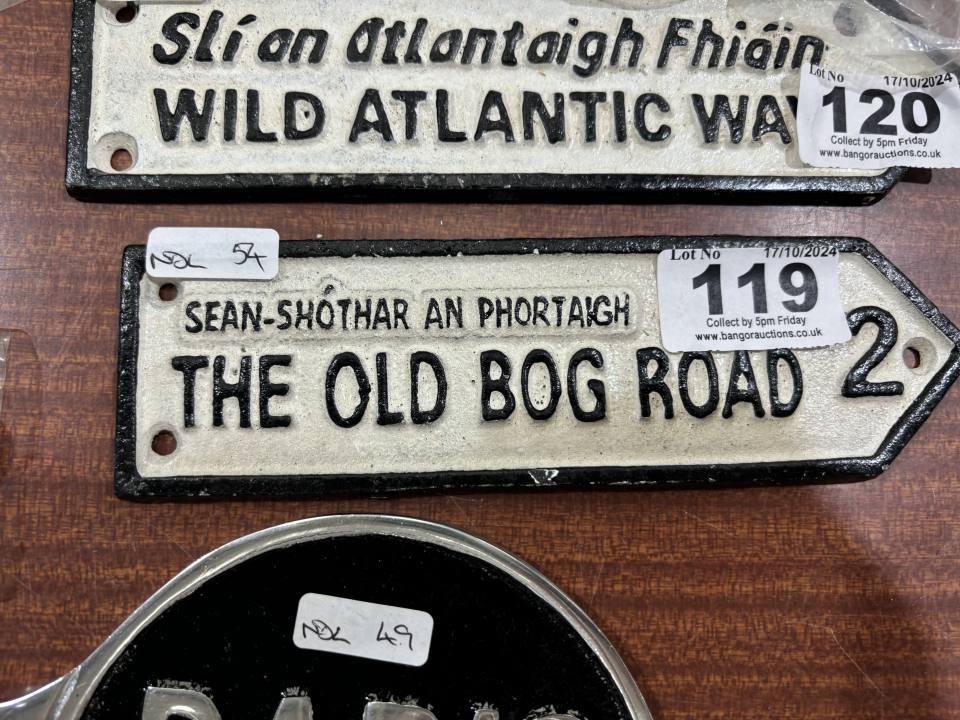 Slí an Atlantaigh Fhiáin
WILD ATLANTIC WAY
Lot No 17/10/2024
120
Collect by 5pm Friday
www.bangorauctions.co.uk
NDL 54
Lot No 17/10/2024
119
Collect by 5pm Friday
www.bangorauctions.co.uk
SEAN-SHÓTHAR AN PHORTAIGH
THE OLD BOG ROAD 2
NDL 49